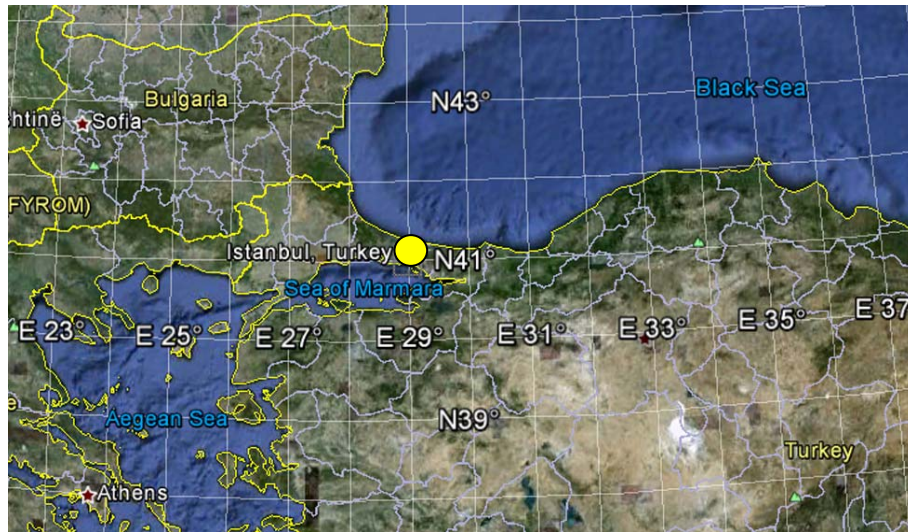 Black Sea
Bulgaria
N43°
shtinë
Sofia
FYROM)
Istanbul, Turkey
N41°
Sea of Marmara
E 23°
E 25°
E 27°
E 29°
E 31°
E 33°
E 35°
E 37
Aegean Sea
N39°
Turkey
Athens